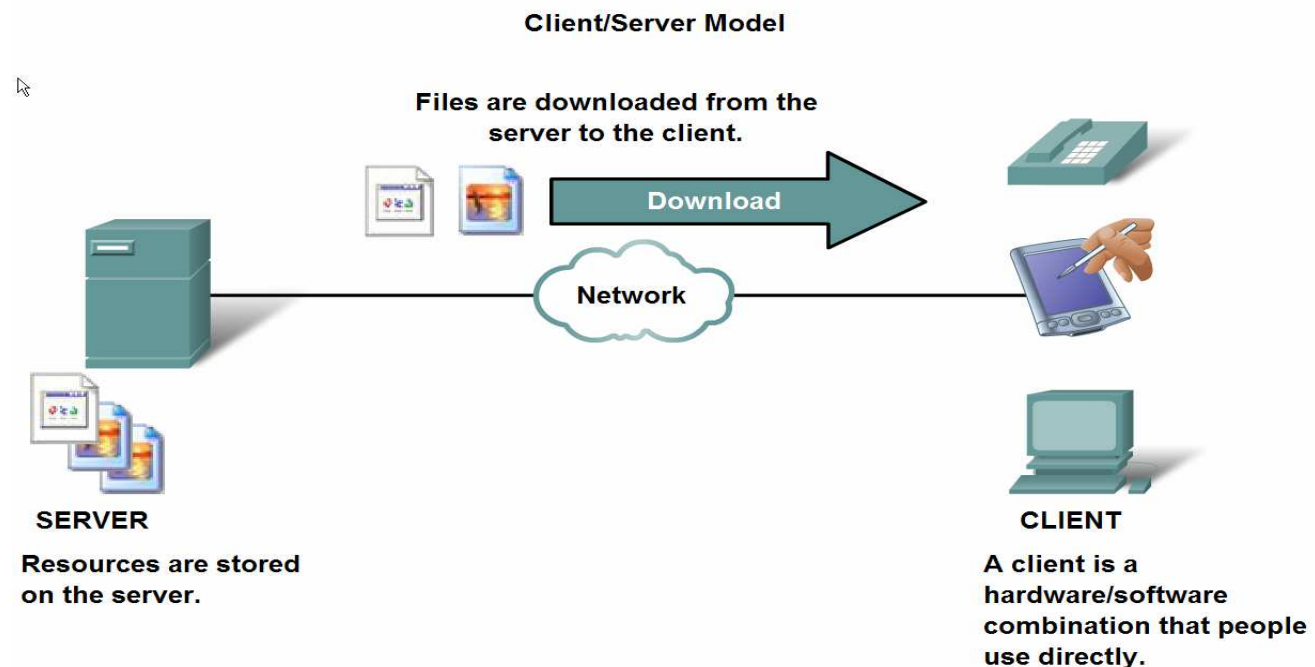 Client/Server Model
Files are downloaded from the
server to the client.
Download
Network
SERVER
Resources are stored
on the server.
CLIENT
A client is a
hardware/software
combination that people
use directly.